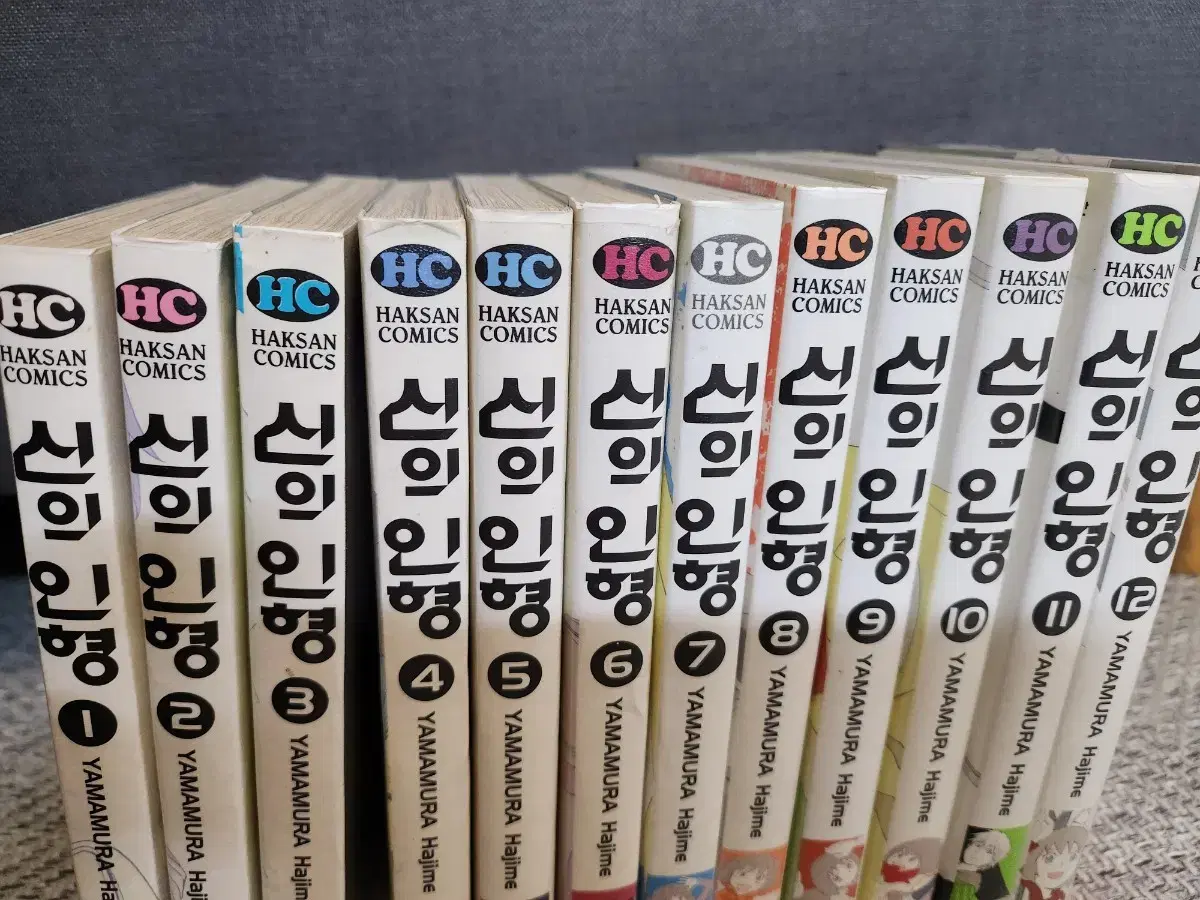 HC
HAKSAN
COMICS
신의 인형
1
YAMAMURA Haj
HC
HAKSAN
COMICS
신의 인형
2
YAMAMURA Haji
HC
HAKSAN
COMICS
신의 인형
3
YAMAMURA Haji
HC
HAKSAN
COMICS
신의 인형
4
YAMAMURA Hajime
HC
HAKSAN
COMICS
신의 인형
5
YAMAMURA Hajime
HC
HAKSAN
COMICS
신의 인형
6
YAMAMURA Hajime
HC
HAKSAN
COMICS
신의 인형
7
YAMAMURA Hajime
HC
HAKSAN
COMICS
신의 인형
8
YAMAMURA Hajime
HC
HAKSAN
COMICS
신의 인형
9
YAMAMURA Hajime
HC
HAKSAN
COMICS
신의 인형
10
YAMAMURA Hajime
HC
HAKSAN
COMICS
신의 인형
11
YAMAMURA Hajime
신의 인형
12
YAMAMURA Hajime